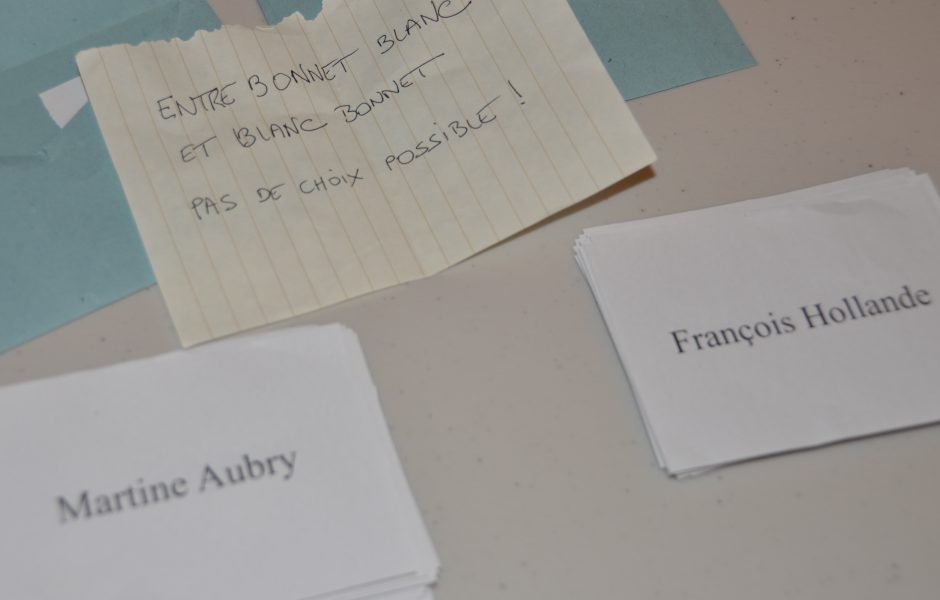 ENTRE BONNET BLANC
ET BLANC BONNET
PAS DE CHOIX POSSIBLE !
François Hollande
Martine Aubry